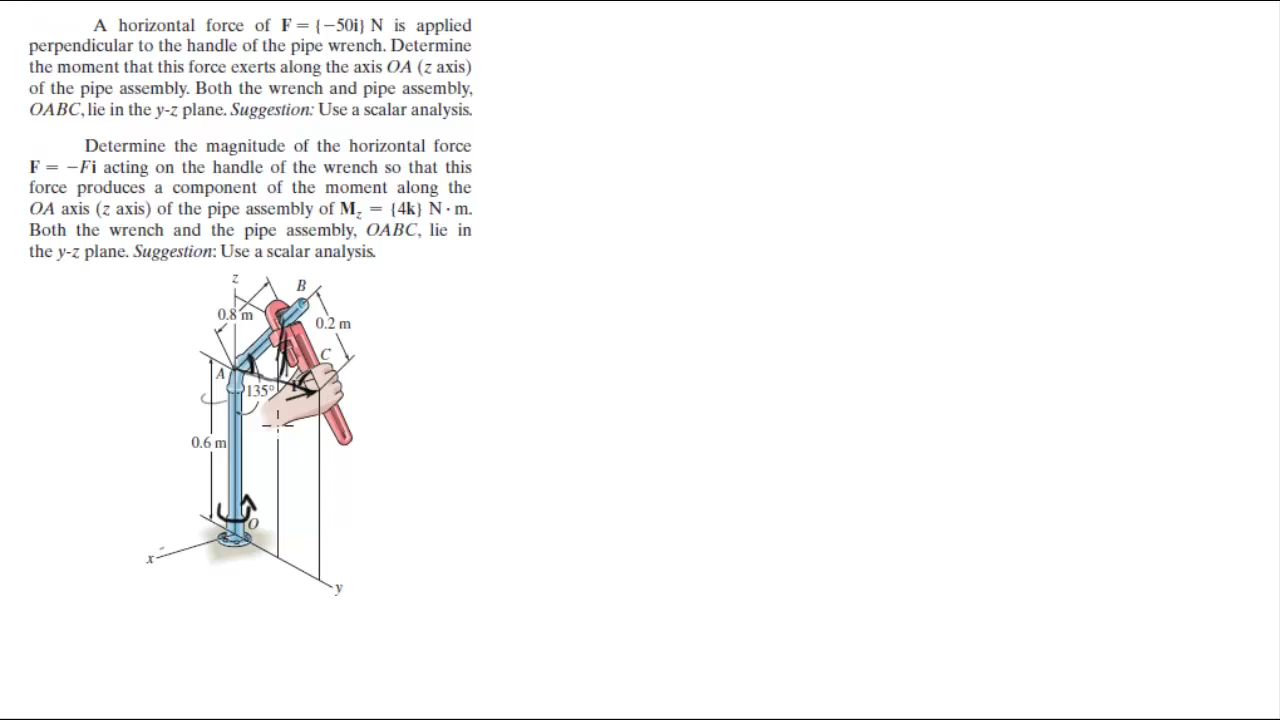 A horizontal force of F = {−50i} N is applied
perpendicular to the handle of the pipe wrench. Determine
the moment that this force exerts along the axis OA (z axis)
of the pipe assembly. Both the wrench and pipe assembly,
OABC, lie in the y-z plane. Suggestion: Use a scalar analysis.
Determine the magnitude of the horizontal force
F = −Fi acting on the handle of the wrench so that this
force produces a component of the moment along the
OA axis (z axis) of the pipe assembly of Mz = {4k} N · m.
Both the wrench and the pipe assembly, OABC, lie in
the y-z plane. Suggestion: Use a scalar analysis.
z
B
0.8 m
0.2 m
C
A
135°
0.6 m
O
x
y